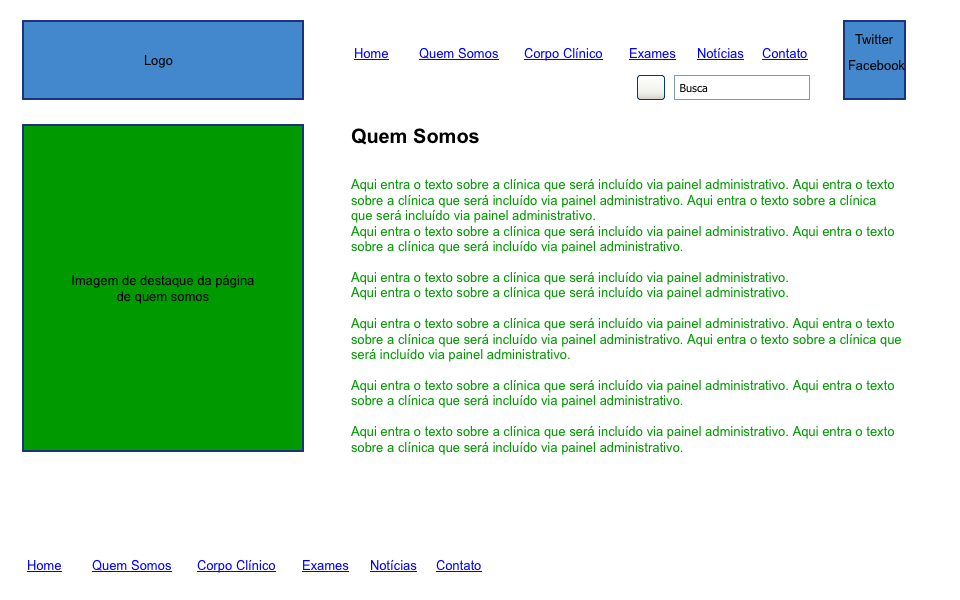 Logo
Home Quem Somos Corpo Clínico Exames Notícias Contato
Twitter
Facebook
Busca
Imagem de destaque da página
de quem somos
Quem Somos
Aqui entra o texto sobre a clínica que será incluído via painel administrativo. Aqui entra o texto
sobre a clínica que será incluído via painel administrativo. Aqui entra o texto sobre a clínica
que será incluído via painel administrativo.
Aqui entra o texto sobre a clínica que será incluído via painel administrativo. Aqui entra o texto
sobre a clínica que será incluído via painel administrativo.
Aqui entra o texto sobre a clínica que será incluído via painel administrativo.
Aqui entra o texto sobre a clínica que será incluído via painel administrativo.
Aqui entra o texto sobre a clínica que será incluído via painel administrativo. Aqui entra o texto
sobre a clínica que será incluído via painel administrativo. Aqui entra o texto sobre a clínica que
será incluído via painel administrativo.
Aqui entra o texto sobre a clínica que será incluído via painel administrativo. Aqui entra o texto
sobre a clínica que será incluído via painel administrativo.
Aqui entra o texto sobre a clínica que será incluído via painel administrativo. Aqui entra o texto
sobre a clínica que será incluído via painel administrativo.
Home Quem Somos Corpo Clínico Exames Notícias Contato